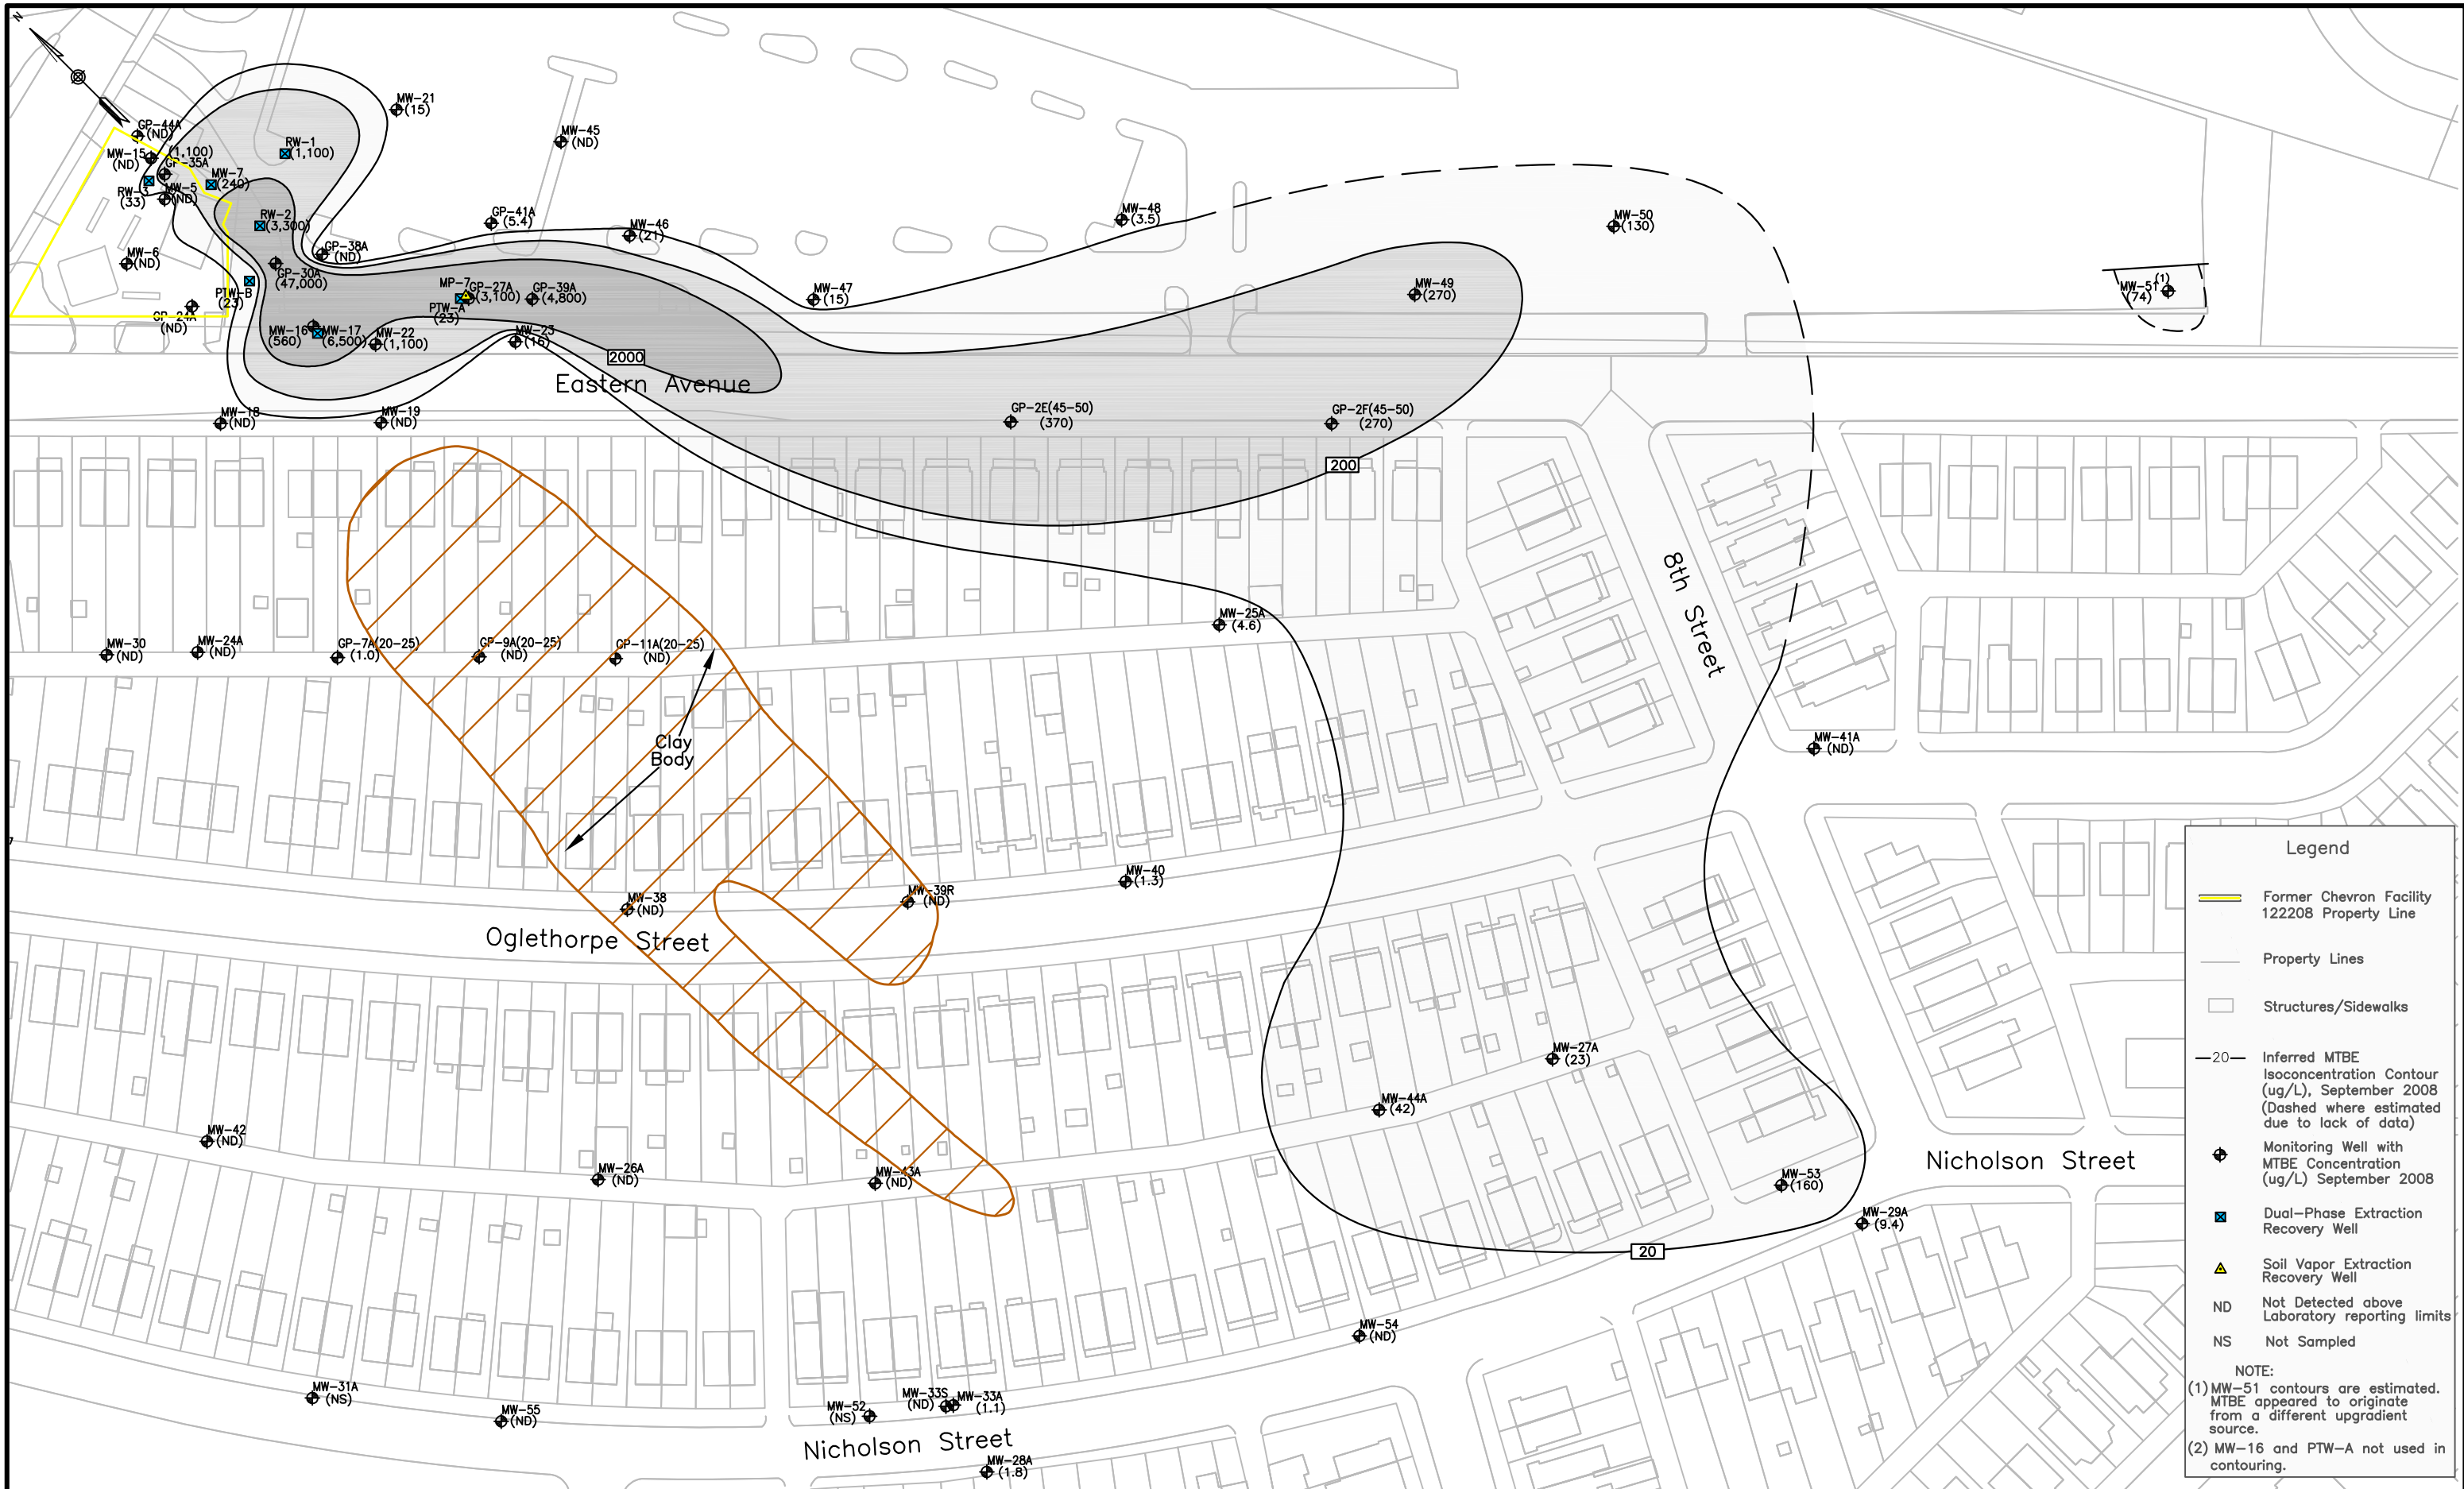 N
MW-21
(15)
GP-44A
(ND)
MW-45
(ND)
RW-1
(1,100)
MW-15
(ND)
(1,100)
GP-35A
MW-7
(240)
RW-3
(33)
MW-5
(ND)
RW-2
(3,300)
GP-41A
(5.4)
MW-46
(21)
MW-48
(3.5)
MW-50
(130)
GP-38A
(ND)
MW-6
(ND)
GP-30A
(47,000)
PTW-B
(23)
MP-7
GP-27A
(3,100)
PTW-A
(23)
GP-39A
(4,800)
MW-47
(15)
MW-49
(270)
(1)
MW-51
(74)
GP-24A
(ND)
MW-16
(560)
MW-17
(6,500)
MW-22
(1,100)
MW-23
(16)
2000
Eastern Avenue
MW-18
(ND)
MW-19
(ND)
GP-2E(45-50)
(370)
GP-2F(45-50)
(270)
200
8th Street
MW-25A
(4.6)
MW-30
(ND)
MW-24A
(ND)
GP-7A(20-25)
(1.0)
GP-9A(20-25)
(ND)
GP-11A(20-25)
(ND)
Clay
Body
MW-41A
(ND)
MW-38
(ND)
MW-39R
(ND)
MW-40
(1.3)
Oglethorpe Street
MW-27A
(23)
MW-44A
(42)
MW-42
(ND)
MW-26A
(ND)
MW-43A
(ND)
MW-53
(160)
Nicholson Street
MW-29A
(9.4)
20
MW-54
(ND)
MW-31A
(NS)
MW-55
(ND)
MW-52
(NS)
MW-33S
(ND)
MW-33A
(1.1)
Nicholson Street
MW-28A
(1.8)
Legend
Former Chevron Facility
122208 Property Line
Property Lines
Structures/Sidewalks
20
Inferred MTBE
Isoconcentration Contour
(ug/L), September 2008
(Dashed where estimated
due to lack of data)
Monitoring Well with
MTBE Concentration
(ug/L) September 2008
Dual-Phase Extraction
Recovery Well
Soil Vapor Extraction
Recovery Well
ND Not Detected above
Laboratory reporting limits
NS Not Sampled
NOTE:
(1) MW-51 contours are estimated.
MTBE appeared to originate
from a different upgradient
source.
(2) MW-16 and PTW-A not used in
contouring.